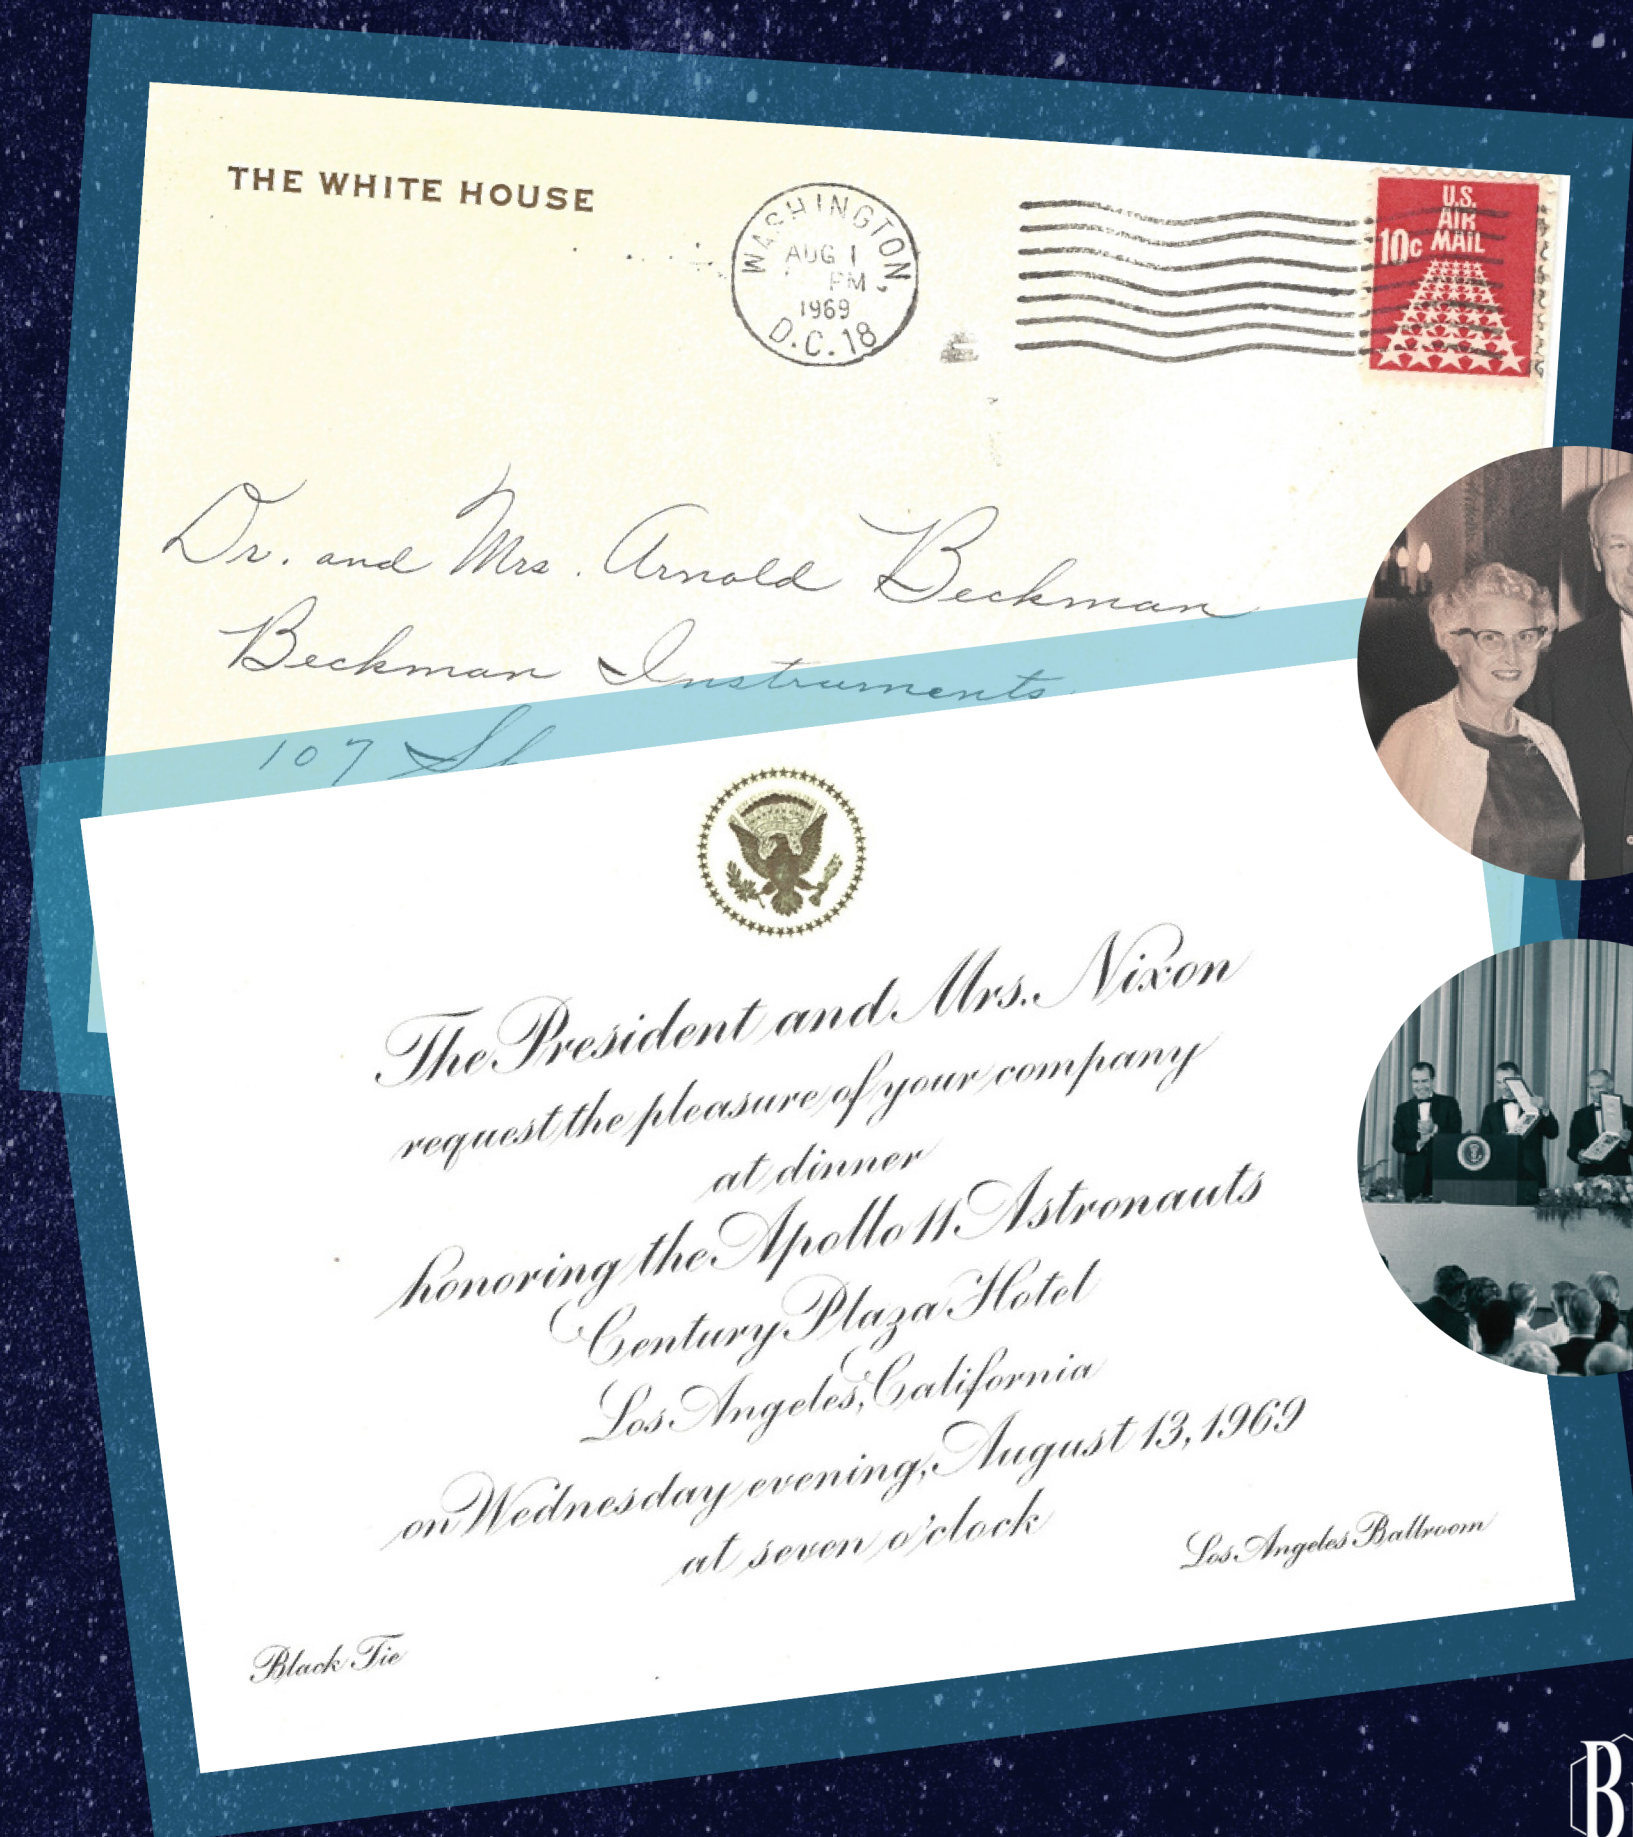 THE WHITE HOUSE
WASHINGTON,
AUG 1
PM
1969
D.C. 18
U.S.
AIR
MAIL
10c
Dr. and Mrs. Arnold Beckman
Beckman Instruments
107
The President and Mrs. Nixon
request the pleasure of your company
at dinner
honoring the Apollo 11 Astronauts
Century Plaza Hotel
Los Angeles, California
on Wednesday evening, August 13, 1969
at seven o'clock
Los Angeles Ballroom
Black Tie
B